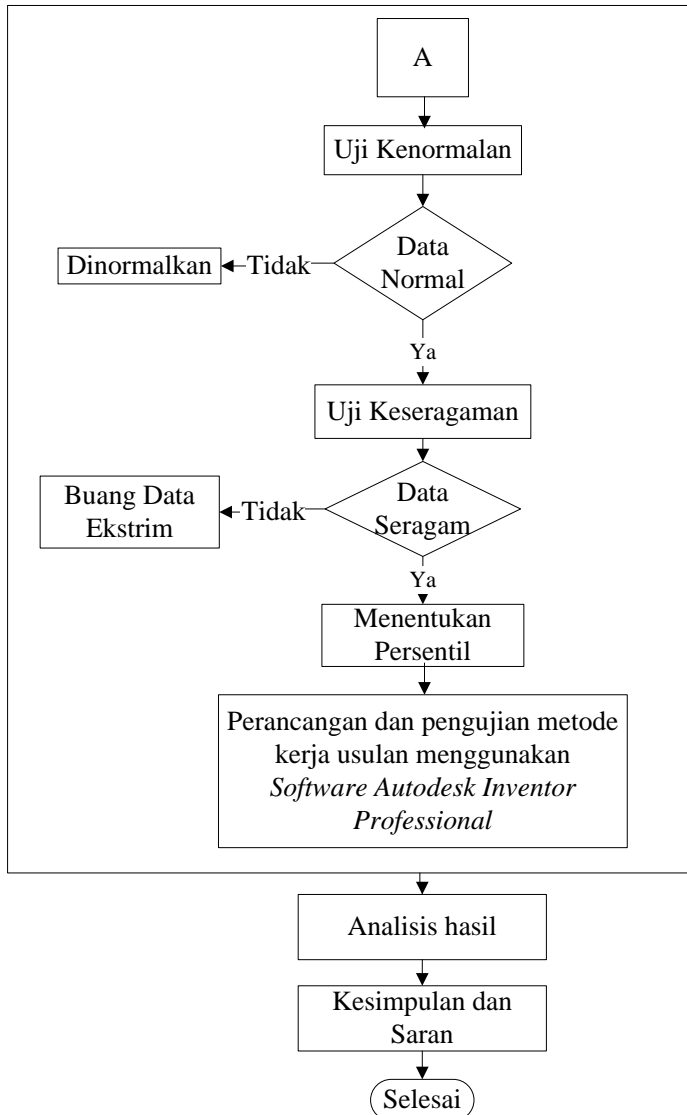 A
Uji Kenormalan
Data
Normal
Tidak
Dinormalkan
Ya
Uji Keseragaman
Data
Seragam
Tidak
Buang Data
Ekstrim
Ya
Menentukan
Persentil
Perancangan dan pengujian metode
kerja usulan menggunakan
Software Autodesk Inventor
Professional
Analisis hasil
Kesimpulan dan
Saran
Selesai